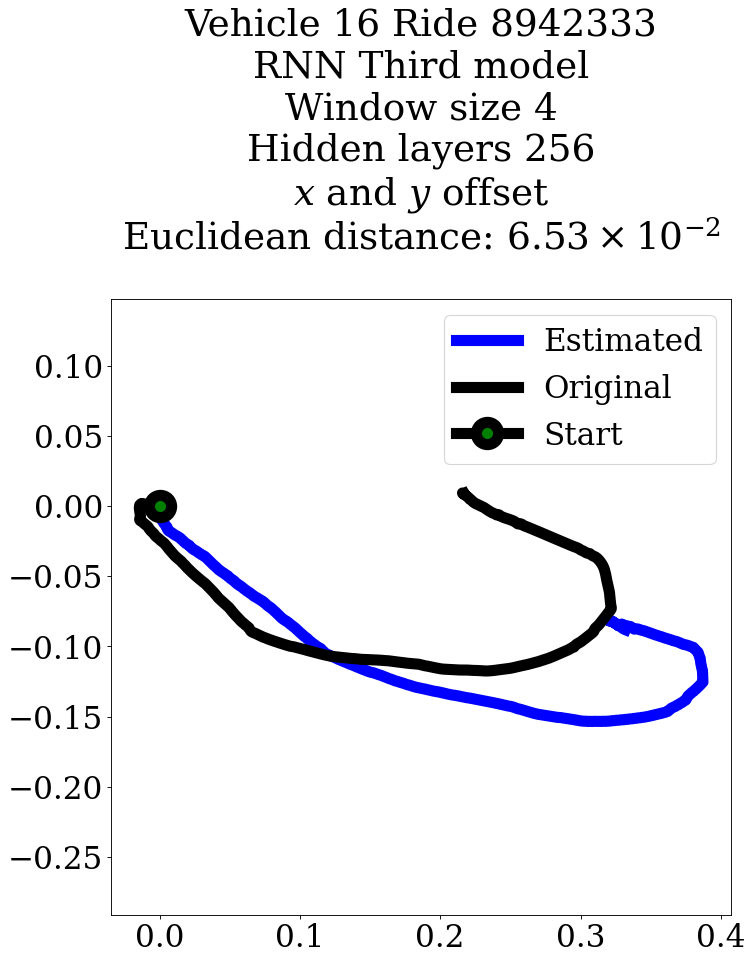 Vehicle 16 Ride 8942333
RNN Third model
Window size 4
Hidden layers 256
x and y offset
Euclidean distance: 6.53 × 10⁻²
Estimated
Original
Start
0.10
0.05
0.00
−0.05
−0.10
−0.15
−0.20
−0.25
0.0 0.1 0.2 0.3 0.4